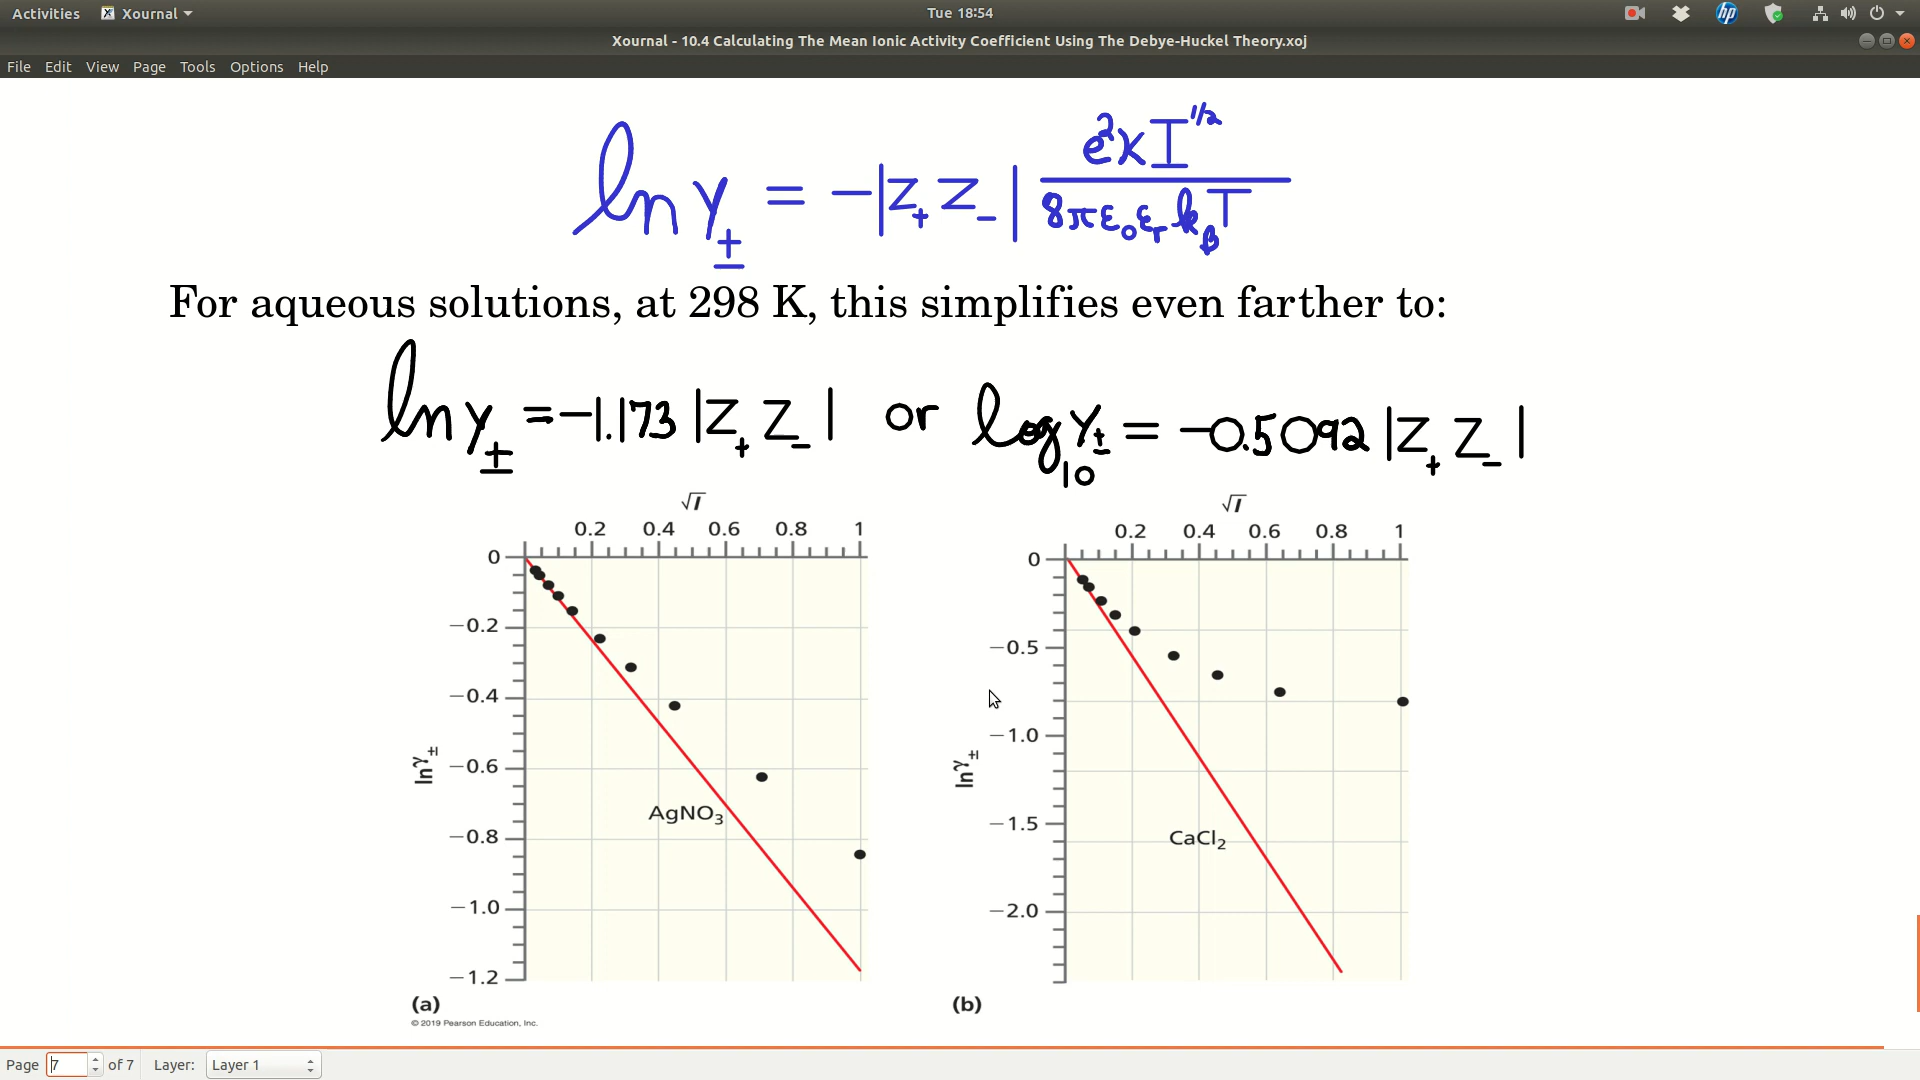 Activities Xournal Tue 18:54
Xournal - 10.4 Calculating The Mean Ionic Activity Coefficient Using The Debye-Huckel Theory.xoj
File Edit View Page Tools Options Help
ln γ± = −|Z₊ Z₋| e²κI^1/2 / 8πε₀εᵣk_BT
For aqueous solutions, at 298 K, this simplifies even farther to:
ln γ± = −1.173 |Z₊ Z₋| or log₁₀ γ± = −0.5092 |Z₊ Z₋|
√I
0.2 0.4 0.6 0.8 1
0
−0.2
−0.4
−0.6
−0.8
−1.0
−1.2
lnγ±
AgNO₃
(a)
© 2019 Pearson Education, Inc.
√I
0.2 0.4 0.6 0.8 1
0
−0.5
−1.0
−1.5
−2.0
lnγ±
CaCl₂
(b)
Page 7 of 7 Layer: Layer 1